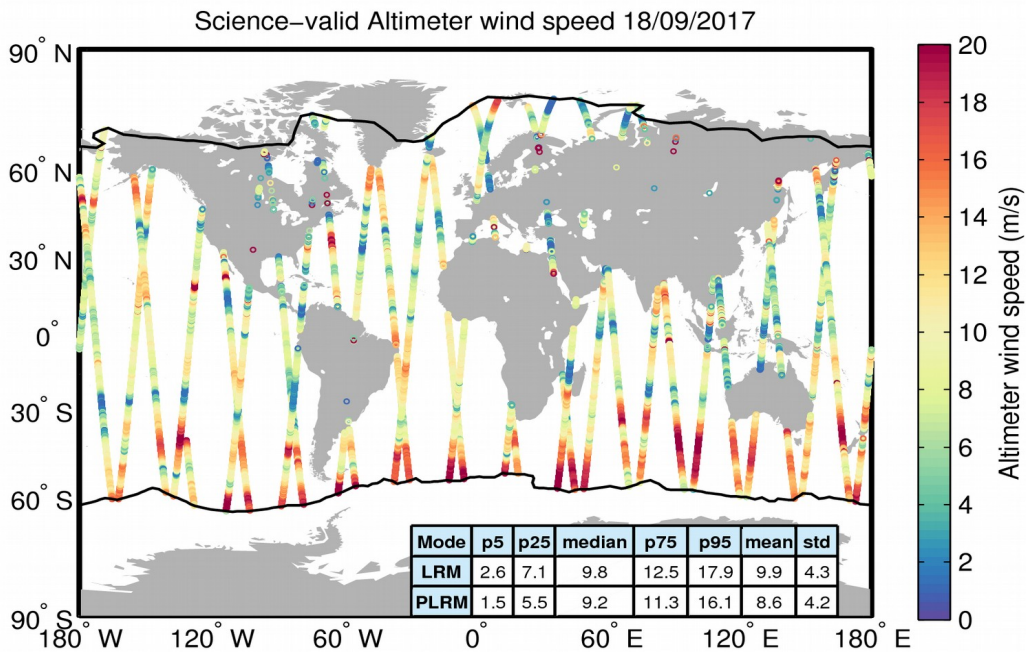 Science−valid Altimeter wind speed 18/09/2017
90° N
60° N
30° N
0°
30° S
60° S
90° S
180° W
120° W
60° W
0°
60° E
120° E
180° E
Mode p5 p25 median p75 p95 mean std
LRM 2.6 7.1 9.8 12.5 17.9 9.9 4.3
PLRM 1.5 5.5 9.2 11.3 16.1 8.6 4.2
20
18
16
14
12
10
8
6
4
2
0
Altimeter wind speed (m/s)